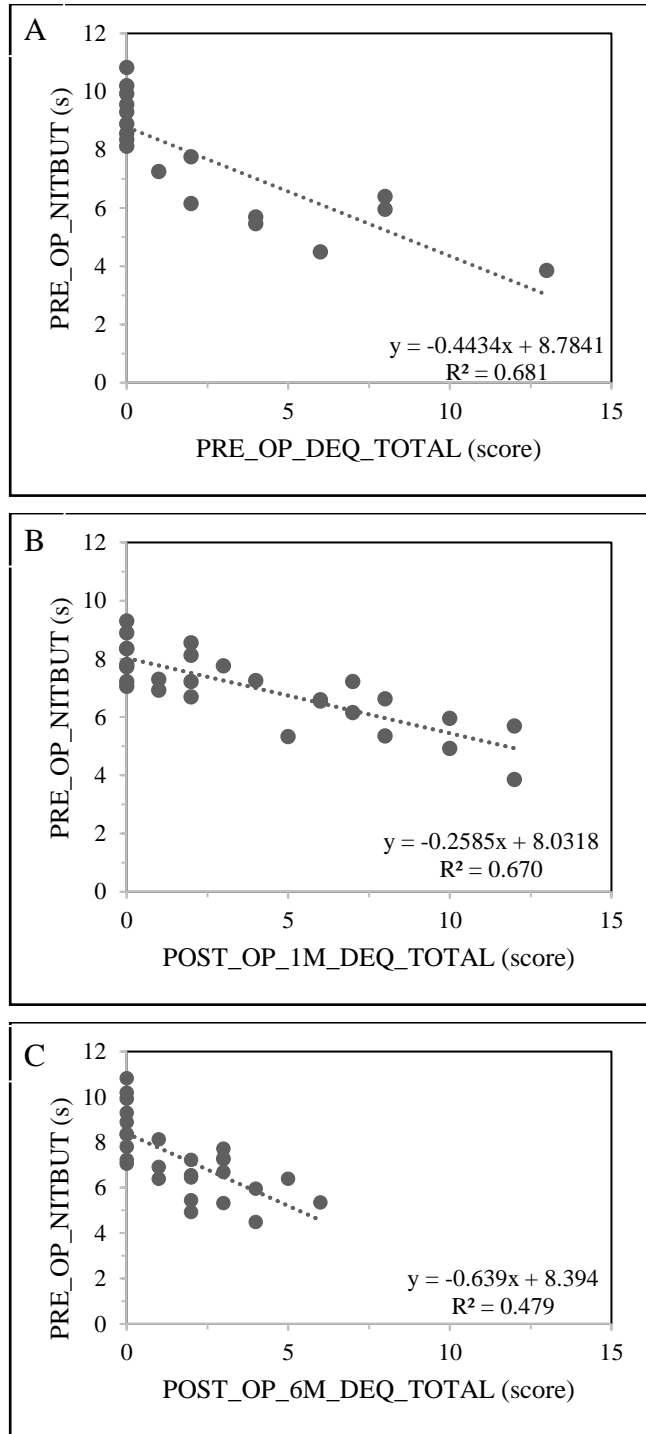 A
12
10
8
6
4
2
0
PRE_OP_NITBUT (s)
y = -0.4434x + 8.7841
R² = 0.681
0 5 10 15
PRE_OP_DEQ_TOTAL (score)
B
12
10
8
6
4
2
0
PRE_OP_NITBUT (s)
y = -0.2585x + 8.0318
R² = 0.670
0 5 10 15
POST_OP_1M_DEQ_TOTAL (score)
C
12
10
8
6
4
2
0
PRE_OP_NITBUT (s)
y = -0.639x + 8.394
R² = 0.479
0 5 10 15
POST_OP_6M_DEQ_TOTAL (score)